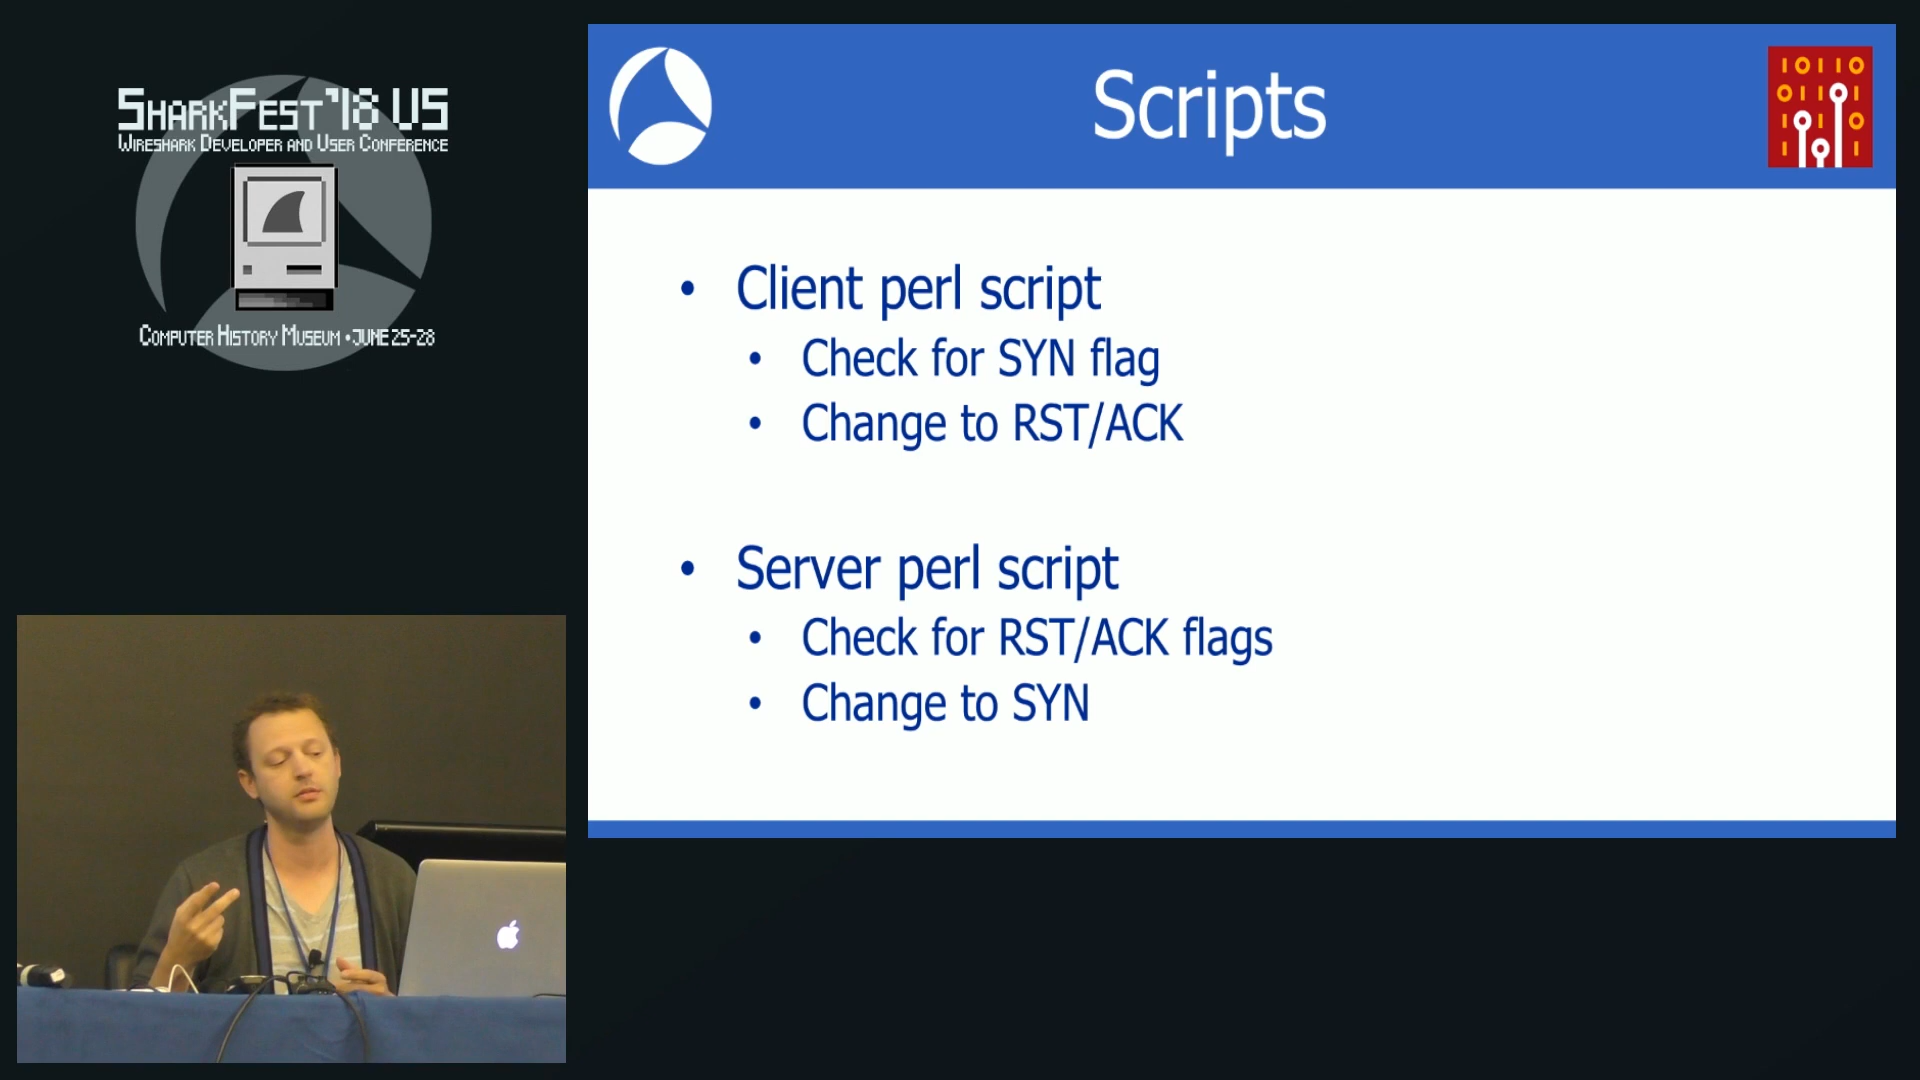 SharkFest'18 US
Wireshark Developer and User Conference
Computer History Museum • June 25-28
Scripts
10110
01101
• Client perl script
• Check for SYN flag
• Change to RST/ACK
• Server perl script
• Check for RST/ACK flags
• Change to SYN